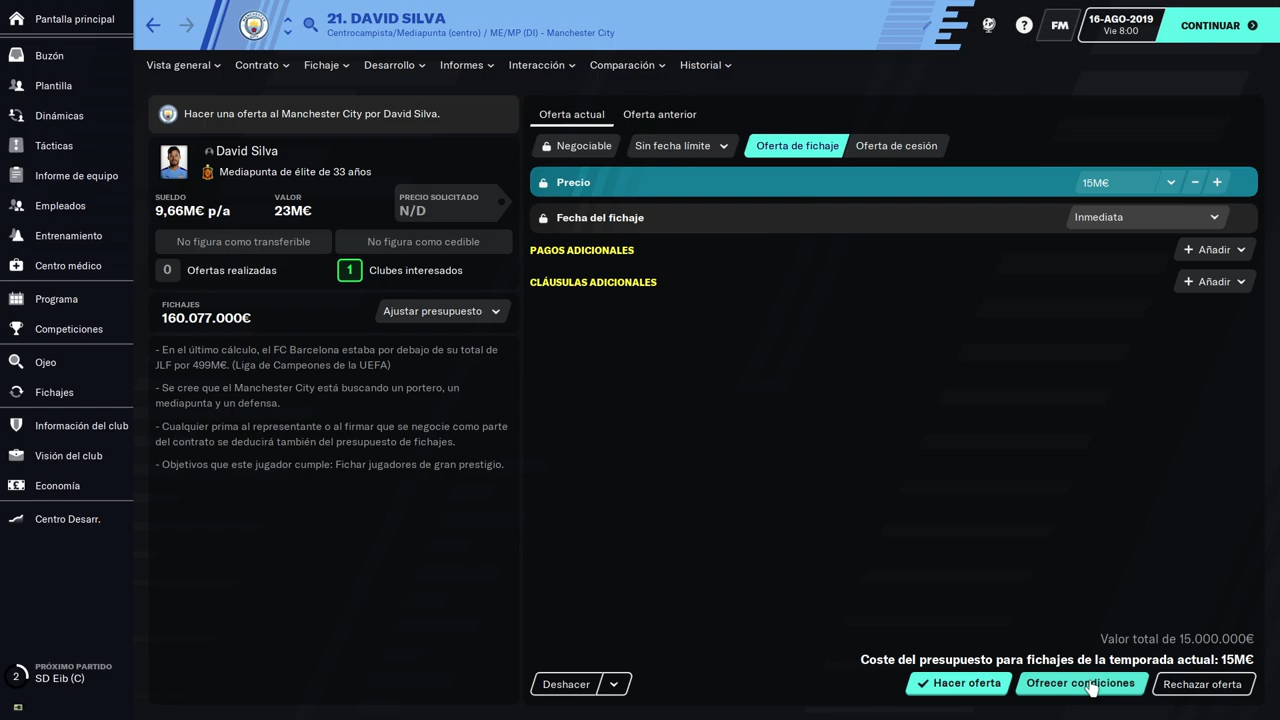 Pantalla principal
Buzón
Plantilla
Dinámicas
Tácticas
Informe de equipo
Empleados
Entrenamiento
Centro médico
Programa
Competiciones
Ojeo
Fichajes
Información del club
Visión del club
Economía
Centro Desarr.
2
PRÓXIMO PARTIDO
SD Eib (C)
21. DAVID SILVA
Centrocampista/Mediapunta (centro) / ME/MP (DI) - Manchester City
?
FM
16-AGO-2019
Vie 8:00
CONTINUAR
Vista general
Contrato
Fichaje
Desarrollo
Informes
Interacción
Comparación
Historial
Hacer una oferta al Manchester City por David Silva.
David Silva
Mediapunta de élite de 33 años
SUELDO
9,66M€ p/a
VALOR
23M€
PRECIO SOLICITADO
N/D
No figura como transferible
No figura como cedible
0 Ofertas realizadas
1 Clubes interesados
FICHAJES
160.077.000€
Ajustar presupuesto
- En el último cálculo, el FC Barcelona estaba por debajo de su total de
JLF por 499M€. (Liga de Campeones de la UEFA)
- Se cree que el Manchester City está buscando un portero, un
mediapunta y un defensa.
- Cualquier prima al representante o al firmar que se negocie como parte
del contrato se deducirá también del presupuesto de fichajes.
- Objetivos que este jugador cumple: Fichar jugadores de gran prestigio.
Oferta actual
Oferta anterior
Negociable
Sin fecha límite
Oferta de fichaje
Oferta de cesión
Precio
15M€
- +
Fecha del fichaje
Inmediata
PAGOS ADICIONALES
+ Añadir
CLÁUSULAS ADICIONALES
+ Añadir
Valor total de 15.000.000€
Coste del presupuesto para fichajes de la temporada actual: 15M€
Deshacer
Hacer oferta
Ofrecer condiciones
Rechazar oferta